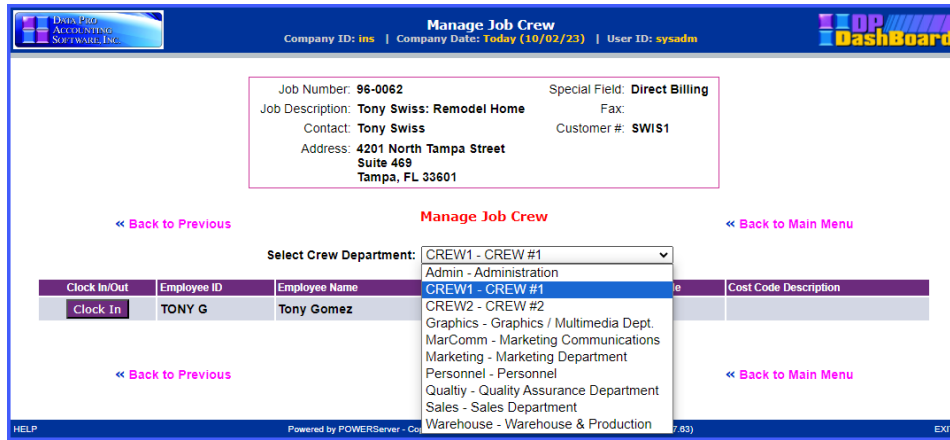 DATA PRO
ACCOUNTING
SOFTWARE, INC.
Manage Job Crew
Company ID: ins | Company Date: Today (10/02/23) | User ID: sysadm
DP
DashBoard
Job Number: 96-0062 Special Field: Direct Billing
Job Description: Tony Swiss: Remodel Home Fax:
Contact: Tony Swiss Customer #: SWIS1
Address: 4201 North Tampa Street
Suite 469
Tampa, FL 33601
« Back to Previous Manage Job Crew « Back to Main Menu
Select Crew Department: CREW1 - CREW #1
Admin - Administration
CREW1 - CREW #1
CREW2 - CREW #2
Graphics - Graphics / Multimedia Dept.
MarComm - Marketing Communications
Marketing - Marketing Department
Personnel - Personnel
Qualtiy - Quality Assurance Department
Sales - Sales Department
Warehouse - Warehouse & Production
Clock In/Out Employee ID Employee Name Cost Code Description
Clock In TONY G Tony Gomez
« Back to Previous « Back to Main Menu
HELP Powered by POWERServer - 7.63)